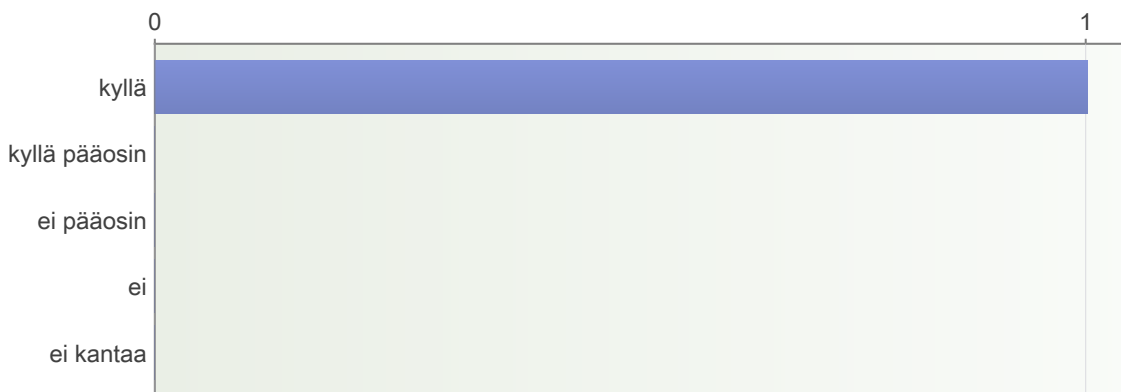 0 1
kyllä
kyllä pääosin
ei pääosin
ei
ei kantaa